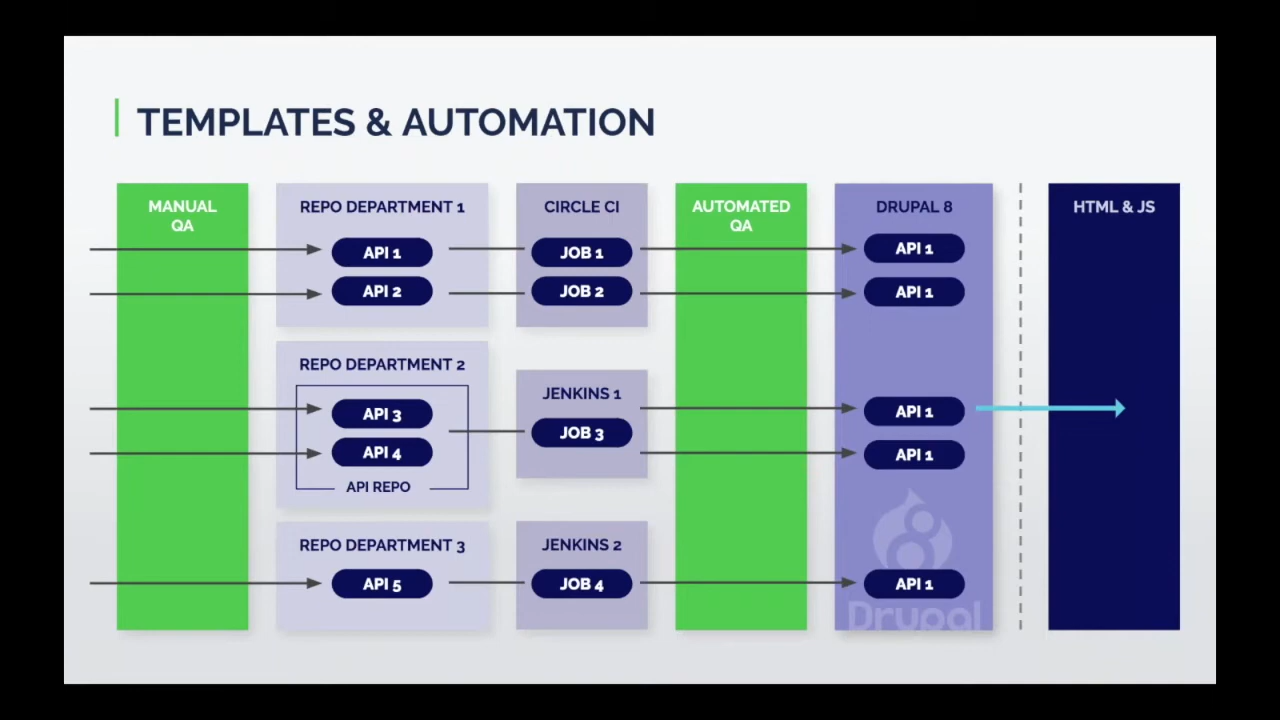 TEMPLATES & AUTOMATION
MANUAL
QA
REPO DEPARTMENT 1
API 1
API 2
CIRCLE CI
JOB 1
JOB 2
AUTOMATED
QA
DRUPAL 8
API 1
API 1
API 1
API 1
API 1
Drupal
HTML & JS
REPO DEPARTMENT 2
API 3
API 4
API REPO
JENKINS 1
JOB 3
REPO DEPARTMENT 3
API 5
JENKINS 2
JOB 4